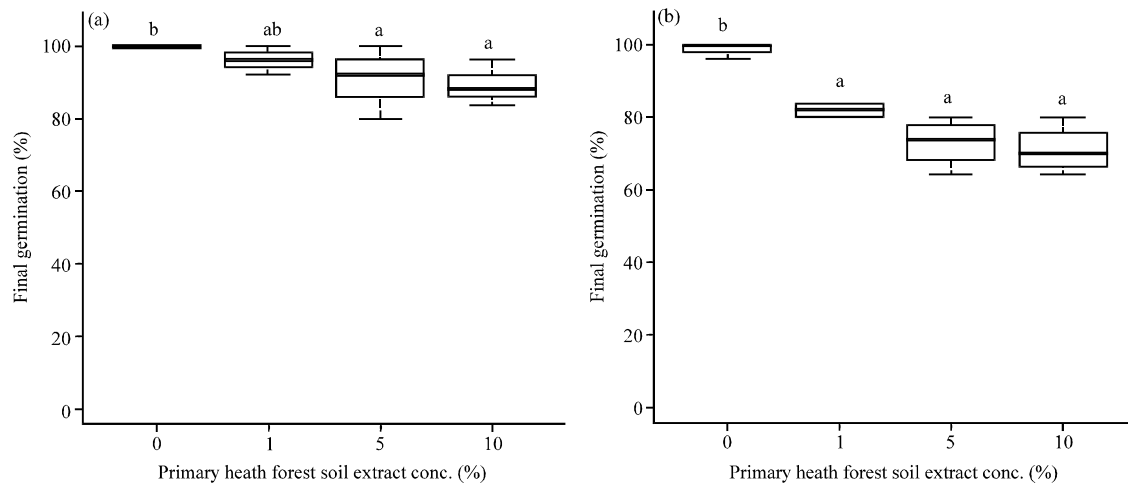 (a)
b
ab
a
a
100
80
60
40
20
0
Final germination (%)
0 1 5 10
Primary heath forest soil extract conc. (%)
(b)
b
a
a
a
100
80
60
40
20
0
Final germination (%)
0 1 5 10
Primary heath forest soil extract conc. (%)